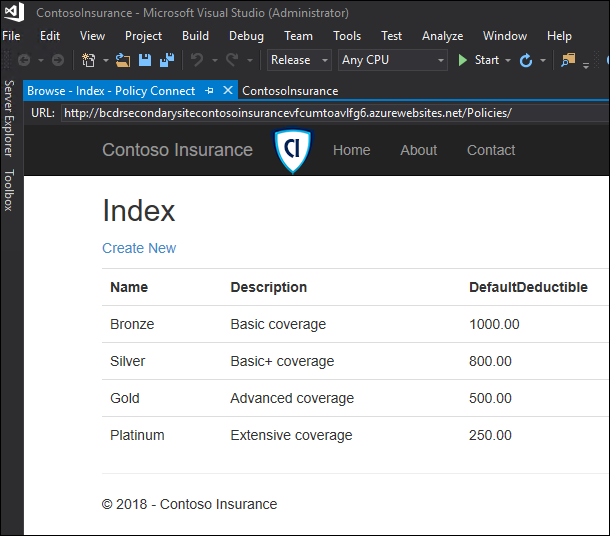 ContosoInsurance - Microsoft Visual Studio (Administrator)
File Edit View Project Build Debug Team Tools Test Analyze Window Help
Release Any CPU Start
Server Explorer
Toolbox
Browse - Index - Policy Connect ContosoInsurance
URL: http://bcdrsecondarysitecontosoinsurancevfcumtoavlfg6.azurewebsites.net/Policies/
Contoso Insurance CI Home About Contact
Index
Create New
Name Description DefaultDeductible
Bronze Basic coverage 1000.00
Silver Basic+ coverage 800.00
Gold Advanced coverage 500.00
Platinum Extensive coverage 250.00
© 2018 - Contoso Insurance